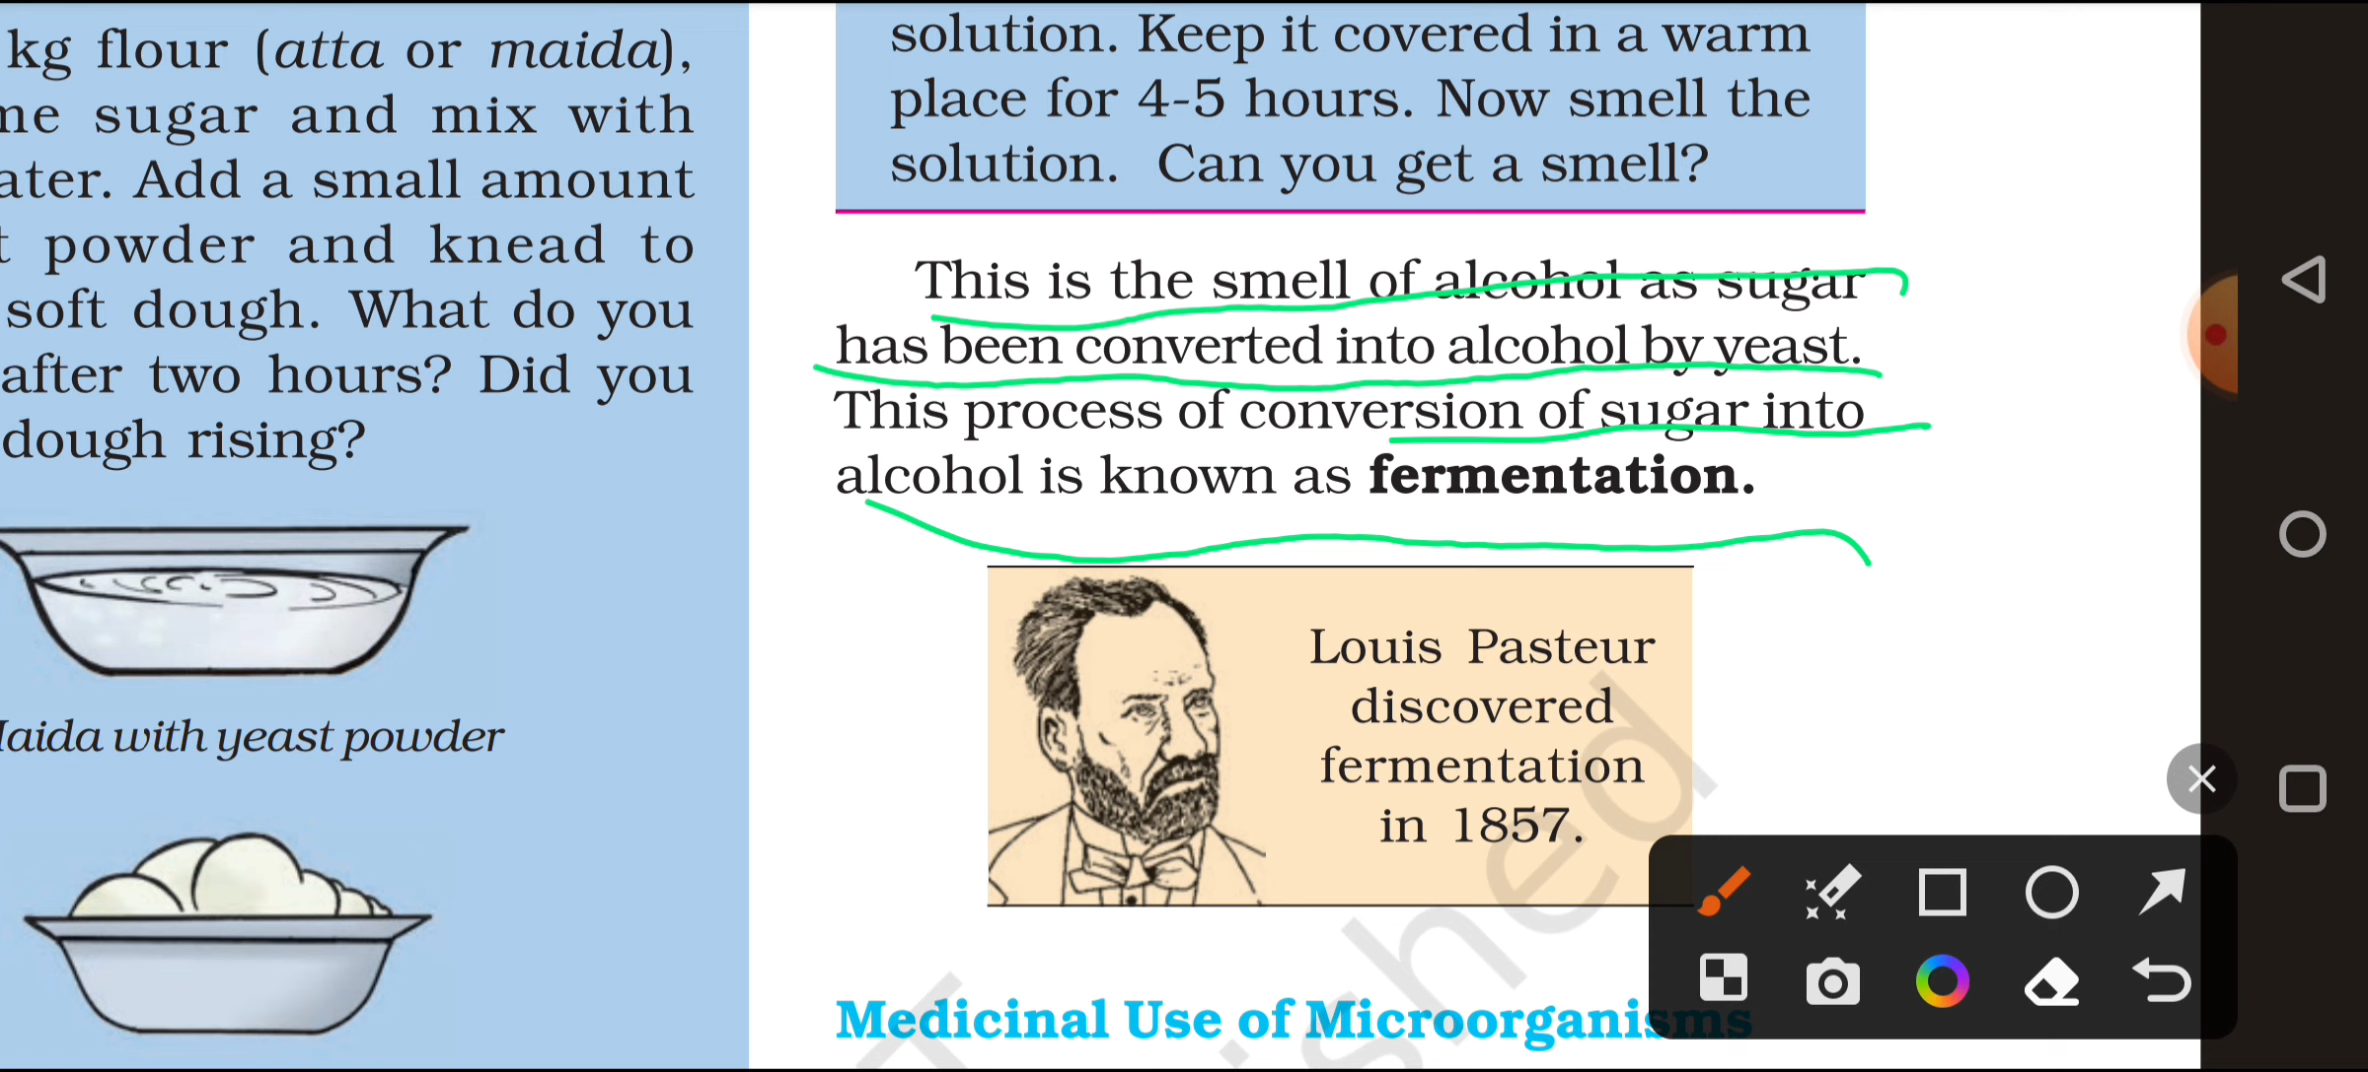 kg flour (atta or maida),
sugar and mix with
Add a small amount
powder and knead to
soft dough. What do you
after two hours? Did you
dough rising?
with yeast powder
solution. Keep it covered in a warm
place for 4-5 hours. Now smell the
solution. Can you get a smell?
This is the smell of alcohol as sugar
has been converted into alcohol by yeast.
This process of conversion of sugar into
alcohol is known as fermentation.
Louis Pasteur
discovered
fermentation
in 1857.
Medicinal Use of Microorganisms